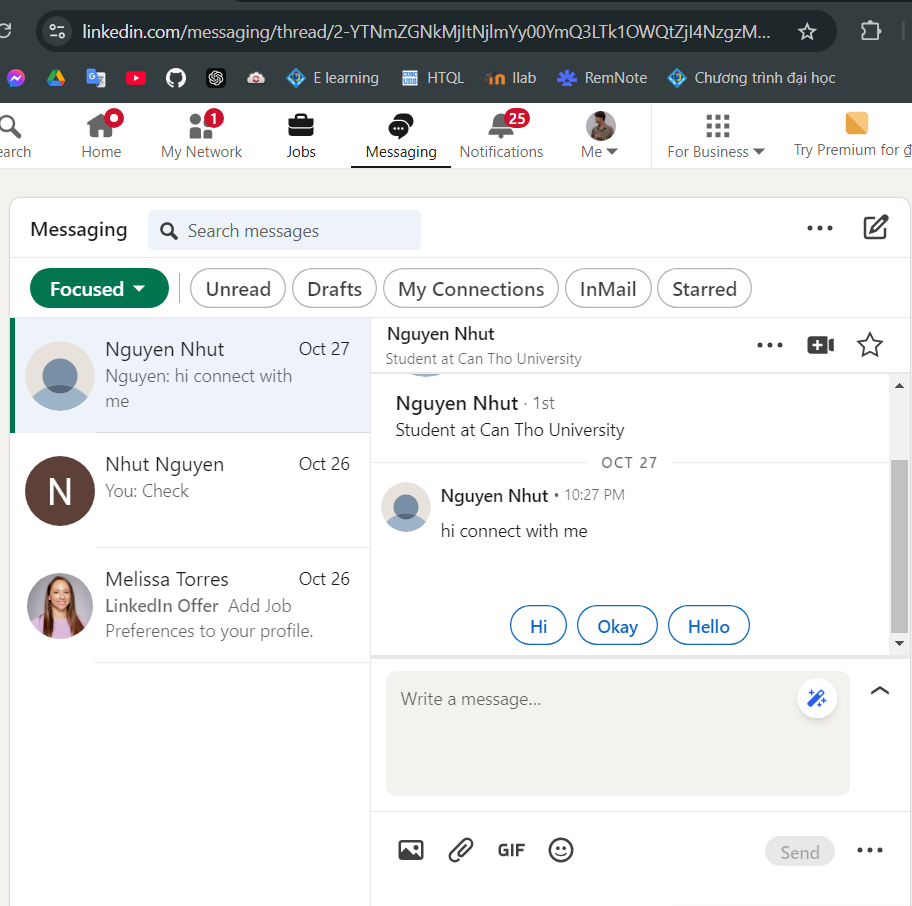 linkedin.com/messaging/thread/2-YTNmZGNkMjItNjlmYy00YmQ3LTk1OWQtZjI4NzgzM...
E learning
HTQL
llab
RemNote
Chương trình đại học
earch
Home
1
My Network
Jobs
Messaging
25
Notifications
Me
For Business
Try Premium for ₫
Messaging
Search messages
Focused
Unread
Drafts
My Connections
InMail
Starred
Nguyen Nhut
Oct 27
Nguyen: hi connect with
me
N
Nhut Nguyen
Oct 26
You: Check
Melissa Torres
Oct 26
LinkedIn Offer Add Job
Preferences to your profile.
Nguyen Nhut
Student at Can Tho University
Nguyen Nhut · 1st
Student at Can Tho University
OCT 27
Nguyen Nhut • 10:27 PM
hi connect with me
Hi
Okay
Hello
Write a message...
GIF
Send